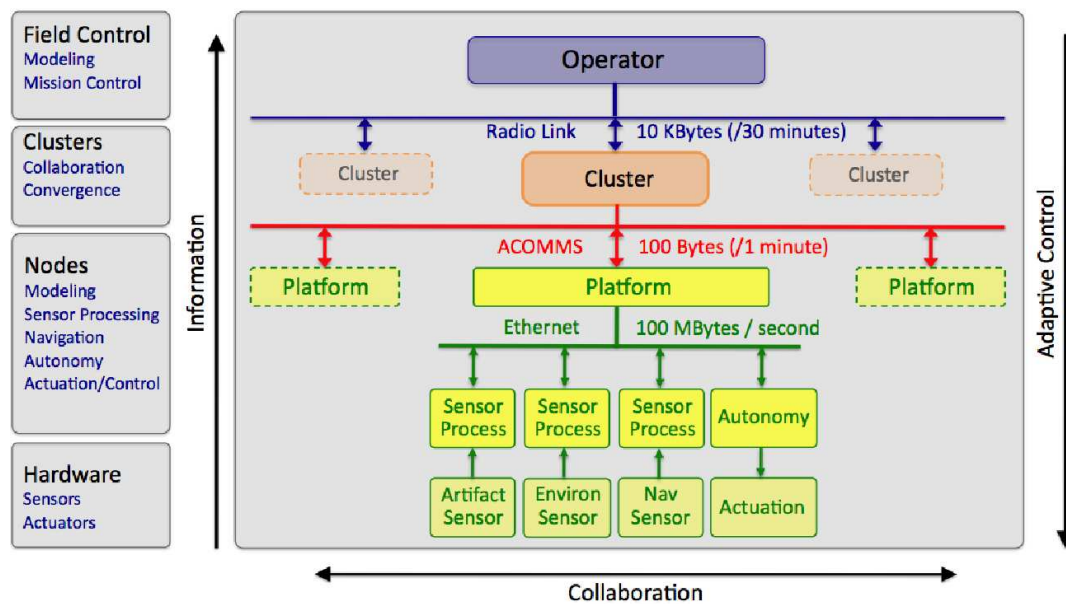 Field Control
Modeling
Mission Control
Clusters
Collaboration
Convergence
Nodes
Modeling
Sensor Processing
Navigation
Autonomy
Actuation/Control
Hardware
Sensors
Actuators
Information
Operator
Radio Link 10 KBytes (/30 minutes)
Cluster
Cluster
Cluster
ACOMMS 100 Bytes (/1 minute)
Platform
Platform
Platform
Ethernet 100 MBytes / second
Sensor
Process
Sensor
Process
Sensor
Process
Autonomy
Artifact
Sensor
Environ
Sensor
Nav
Sensor
Actuation
Adaptive Control
Collaboration